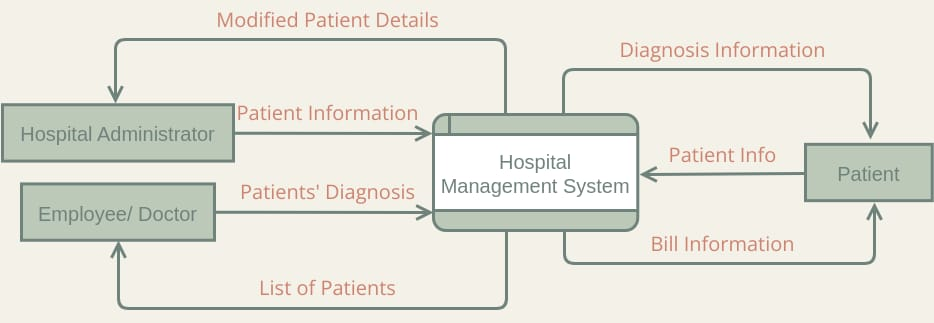 Modified Patient Details
Diagnosis Information
Patient Information
Hospital Administrator
Hospital
Management System
Patient Info
Patient
Patients' Diagnosis
Employee/ Doctor
Bill Information
List of Patients